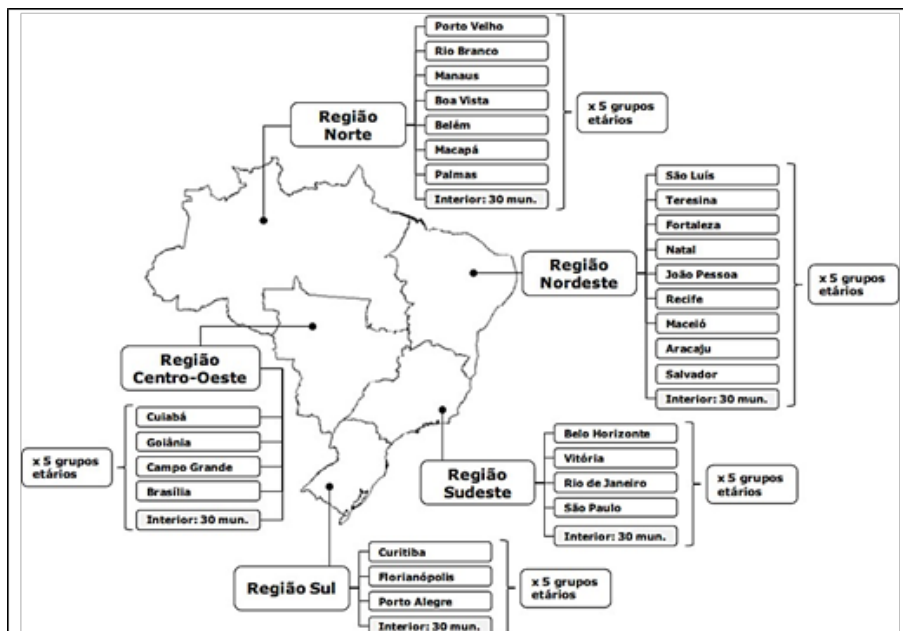 Região
Norte
Porto Velho
Rio Branco
Manaus
Boa Vista
Belém
Macapá
Palmas
Interior: 30 mun.
x 5 grupos
etários
Região
Nordeste
São Luís
Teresina
Fortaleza
Natal
João Pessoa
Recife
Maceió
Aracaju
Salvador
Interior: 30 mun.
x 5 grupos
etários
Região
Centro-Oeste
Cuiabá
Goiânia
Campo Grande
Brasília
Interior: 30 mun.
x 5 grupos
etários
Região
Sudeste
Belo Horizonte
Vitória
Rio de Janeiro
São Paulo
Interior: 30 mun.
x 5 grupos
etários
Região Sul
Curitiba
Florianópolis
Porto Alegre
Interior: 30 mun.
x 5 grupos
etários